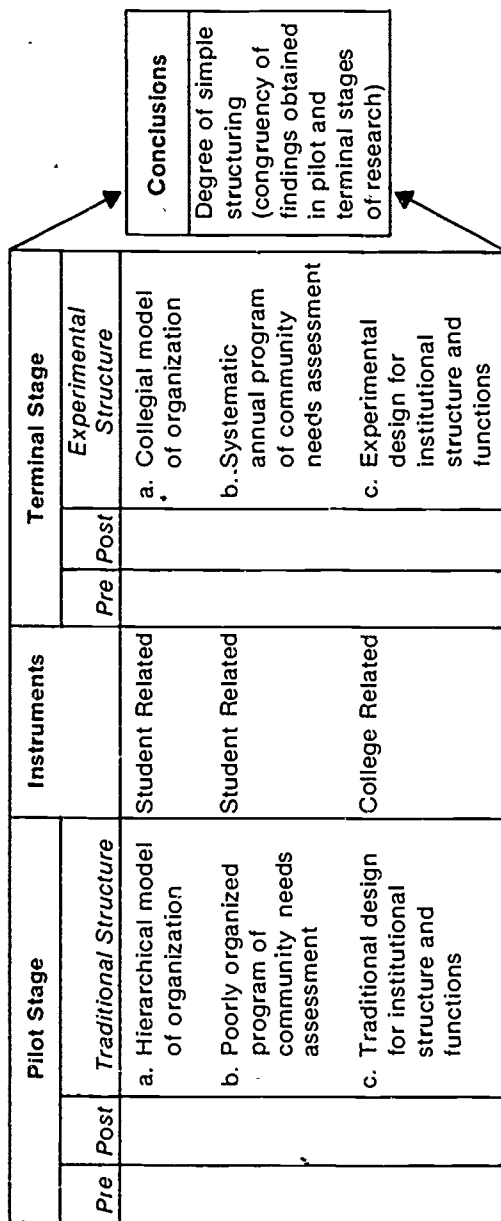 Pilot Stage
Pre
Post
Traditional Structure
a. Hierarchical model
of organization
b. Poorly organized
program of
community needs
assessment
c. Traditional design
for institutional
structure and
functions
Instruments
Student Related
Student Related
College Related
Terminal Stage
Pre
Post
Experimental
Structure
a. Collegial model
of organization
b. Systematic
annual program
of community
needs assessment
c. Experimental
design for
institutional
structure and
functions
Conclusions
Degree of simple
structuring
(congruency of
findings obtained
in pilot and
terminal stages
of research)